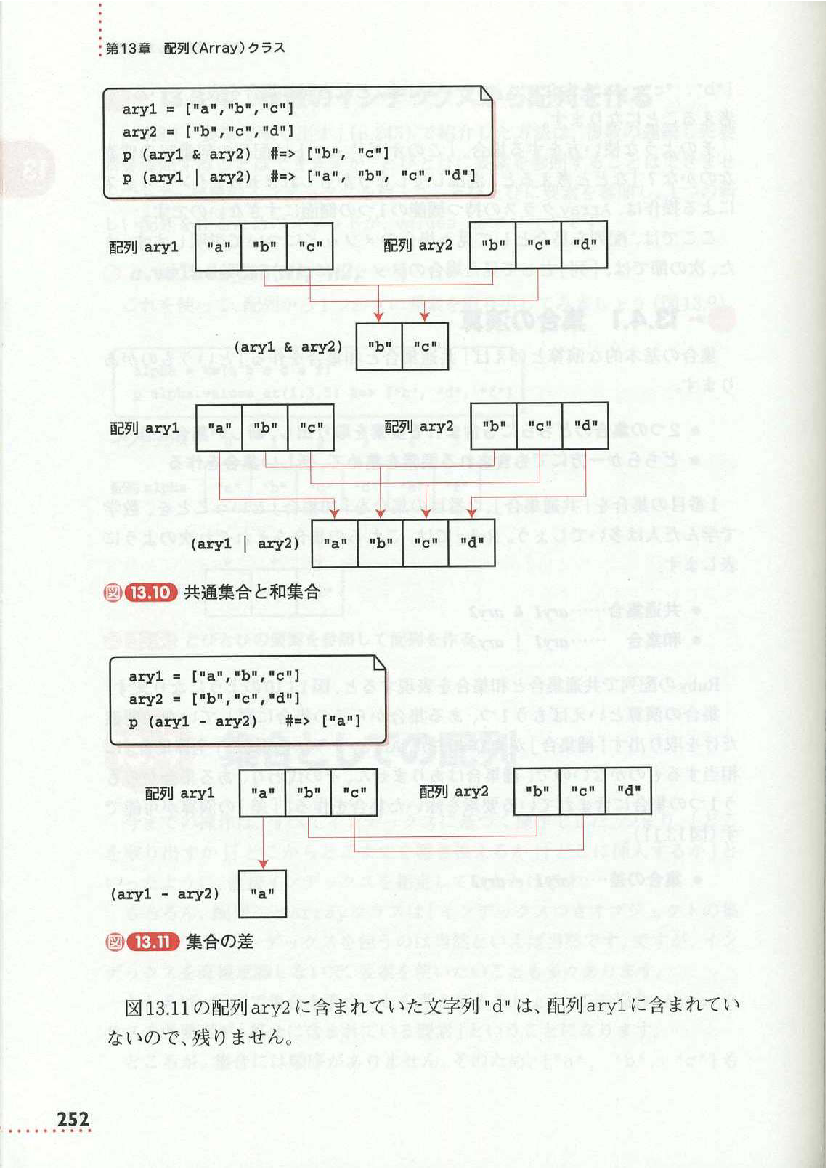 第13章 配列(Array)クラス
ary1 = ["a","b","c"]
ary2 = ["b","c","d"]
p (ary1 & ary2) #=> ["b", "c"]
p (ary1 | ary2) #=> ["a", "b", "c", "d"]
配列 ary1 "a" "b" "c" 配列 ary2 "b" "c" "d"
(ary1 & ary2) "b" "c"
配列 ary1 "a" "b" "c" 配列 ary2 "b" "c" "d"
(ary1 | ary2) "a" "b" "c" "d"
図 13.10 共通集合と和集合
ary1 = ["a","b","c"]
ary2 = ["b","c","d"]
p (ary1 - ary2) #=> ["a"]
配列 ary1 "a" "b" "c" 配列 ary2 "b" "c" "d"
(ary1 - ary2) "a"
図 13.11 集合の差
図13.11の配列ary2に含まれていた文字列"d"は、配列ary1に含まれてい
ないので、残りません。
252